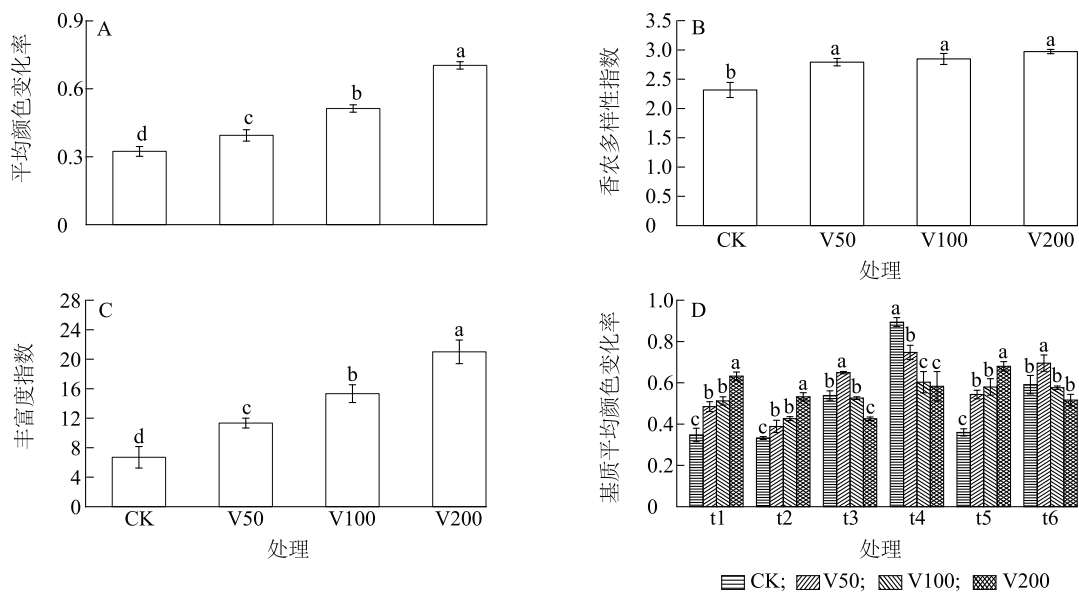 A
平均颜色变化率
0.9
0.6
0.3
0
d
c
b
a
B
香农多样性指数
3.5
3.0
2.5
2.0
1.5
1.0
0.5
0
b
a
a
a
CK V50 V100 V200
处理
C
丰富度指数
28
24
20
16
12
8
4
0
d
c
b
a
CK V50 V100 V200
处理
D
基质平均颜色变化率
1.0
0.8
0.6
0.4
0.2
0
c b b a
c b b a
b a b c
a b c c
c b b a
b a b b
t1 t2 t3 t4 t5 t6
处理
CK; V50; V100; V200